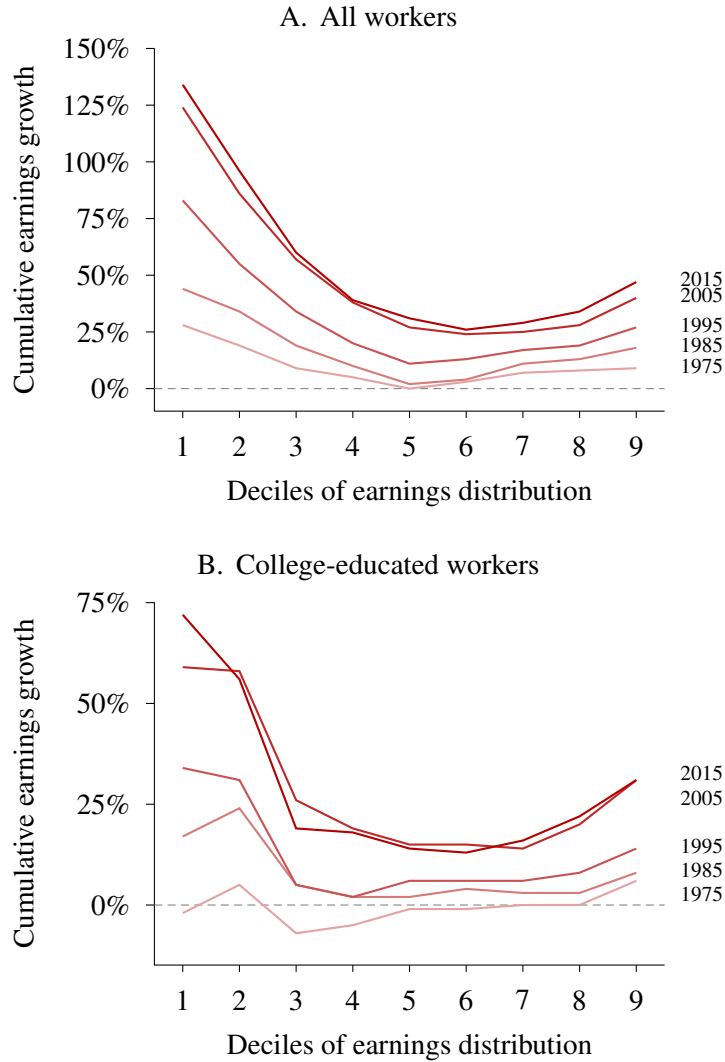 A. All workers
150%
125%
100%
75%
50%
25%
0%
Cumulative earnings growth
2015
2005
1995
1985
1975
1 2 3 4 5 6 7 8 9
Deciles of earnings distribution
B. College-educated workers
75%
50%
25%
0%
Cumulative earnings growth
2015
2005
1995
1985
1975
1 2 3 4 5 6 7 8 9
Deciles of earnings distribution